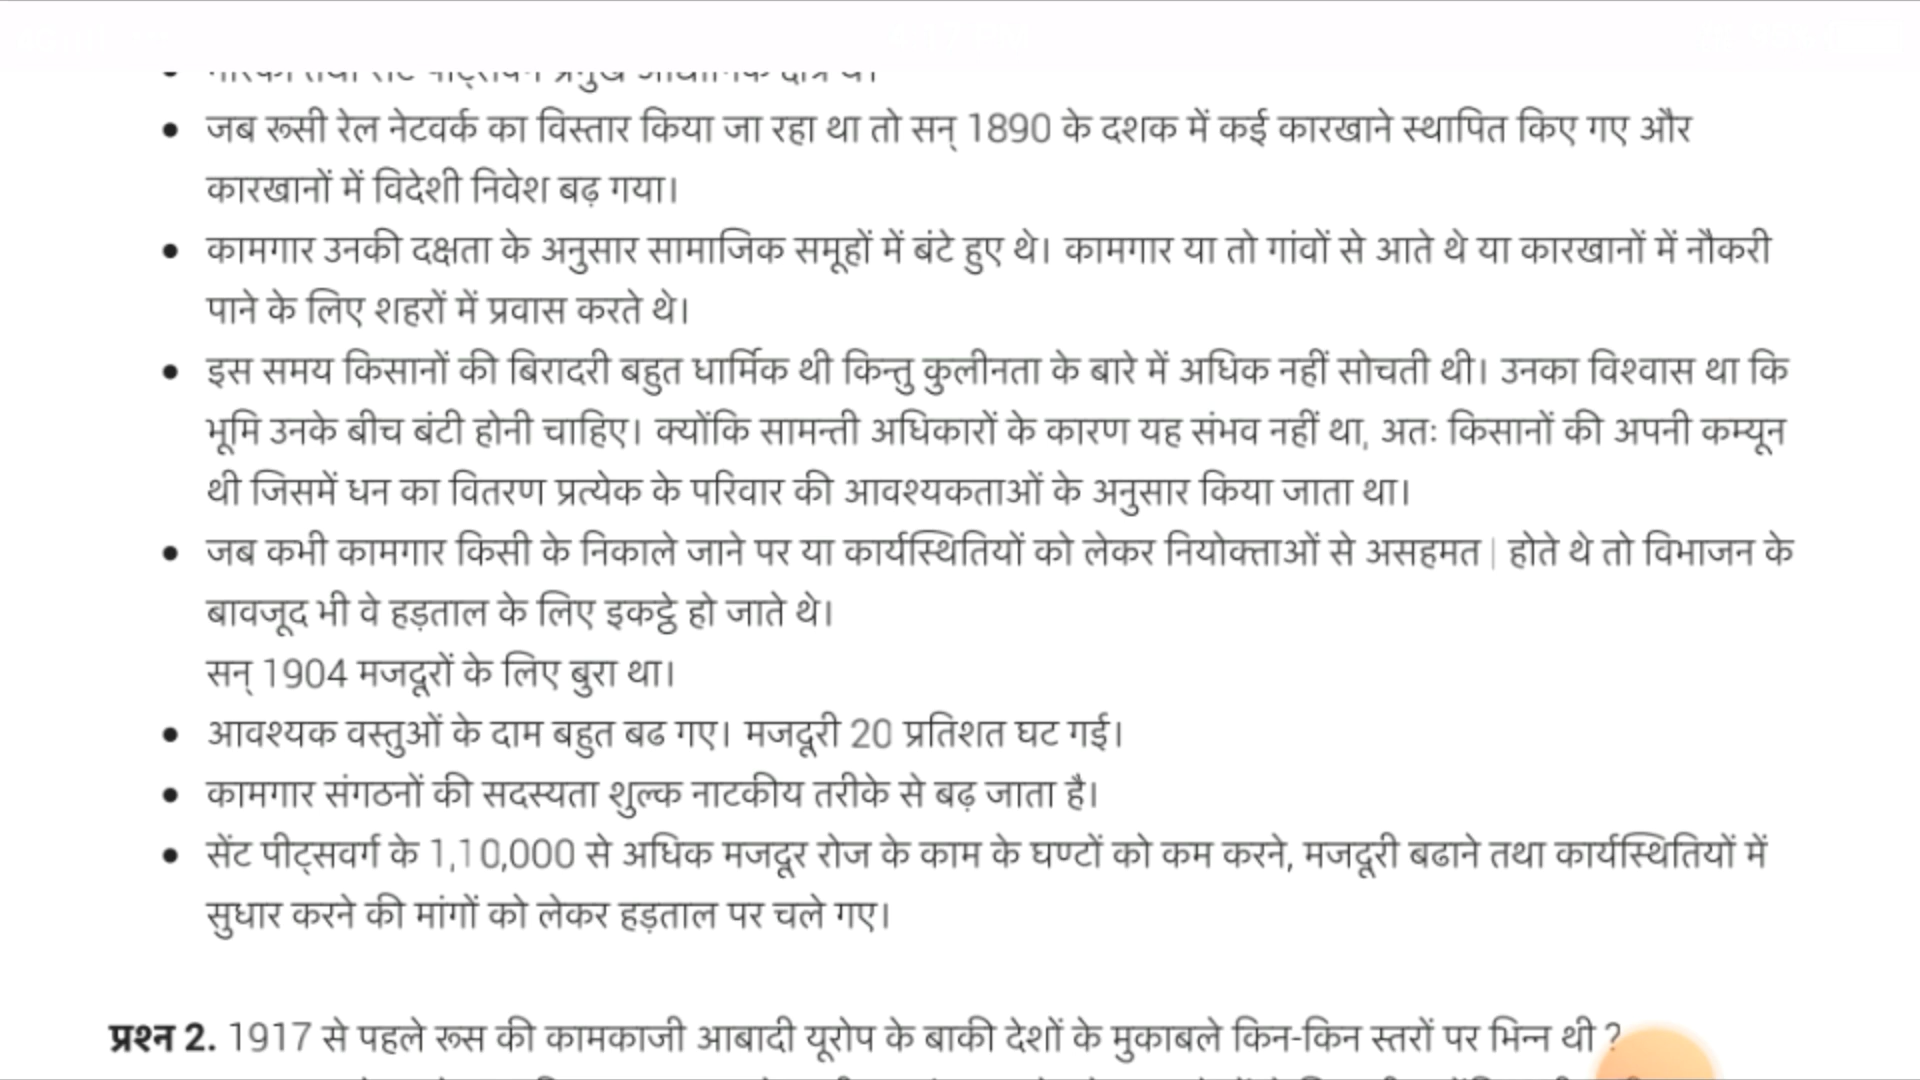 जब रूसी रेल नेटवर्क का विस्तार किया जा रहा था तो सन् 1890 के दशक में कई कारखाने स्थापित किए गए और
कारखानों में विदेशी निवेश बढ़ गया।
कामगार उनकी दक्षता के अनुसार सामाजिक समूहों में बंटे हुए थे। कामगार या तो गांवों से आते थे या कारखानों में नौकरी
पाने के लिए शहरों में प्रवास करते थे।
इस समय किसानों की बिरादरी बहुत धार्मिक थी किन्तु कुलीनता के बारे में अधिक नहीं सोचती थी। उनका विश्वास था कि
भूमि उनके बीच बंटी होनी चाहिए। क्योंकि सामन्ती अधिकारों के कारण यह संभव नहीं था, अतः किसानों की अपनी कम्यून
थी जिसमें धन का वितरण प्रत्येक के परिवार की आवश्यकताओं के अनुसार किया जाता था।
जब कभी कामगार किसी के निकाले जाने पर या कार्यस्थितियों को लेकर नियोक्ताओं से असहमत | होते थे तो विभाजन के
बावजूद भी वे हड़ताल के लिए इकट्ठे हो जाते थे।
सन् 1904 मजदूरों के लिए बुरा था।
आवश्यक वस्तुओं के दाम बहुत बढ गए। मजदूरी 20 प्रतिशत घट गई।
कामगार संगठनों की सदस्यता शुल्क नाटकीय तरीके से बढ़ जाता है।
सेंट पीट्सवर्ग के 1,10,000 से अधिक मजदूर रोज के काम के घण्टों को कम करने, मजदूरी बढाने तथा कार्यस्थितियों में
सुधार करने की मांगों को लेकर हड़ताल पर चले गए।
प्रश्न 2. 1917 से पहले रूस की कामकाजी आबादी यूरोप के बाकी देशों के मुकाबले किन-किन स्तरों पर भिन्न थी ?